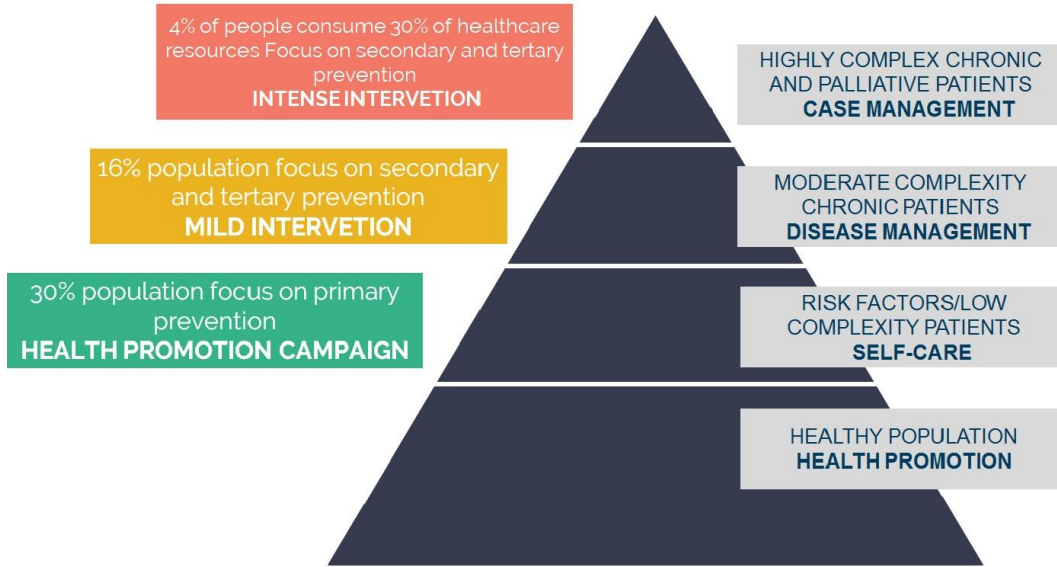 4% of people consume 30% of healthcare
resources Focus on secondary and tertary
prevention
INTENSE INTERVETION
HIGHLY COMPLEX CHRONIC
AND PALLIATIVE PATIENTS
CASE MANAGEMENT
16% population focus on secondary
and tertary prevention
MILD INTERVETION
MODERATE COMPLEXITY
CHRONIC PATIENTS
DISEASE MANAGEMENT
30% population focus on primary
prevention
HEALTH PROMOTION CAMPAIGN
RISK FACTORS/LOW
COMPLEXITY PATIENTS
SELF-CARE
HEALTHY POPULATION
HEALTH PROMOTION